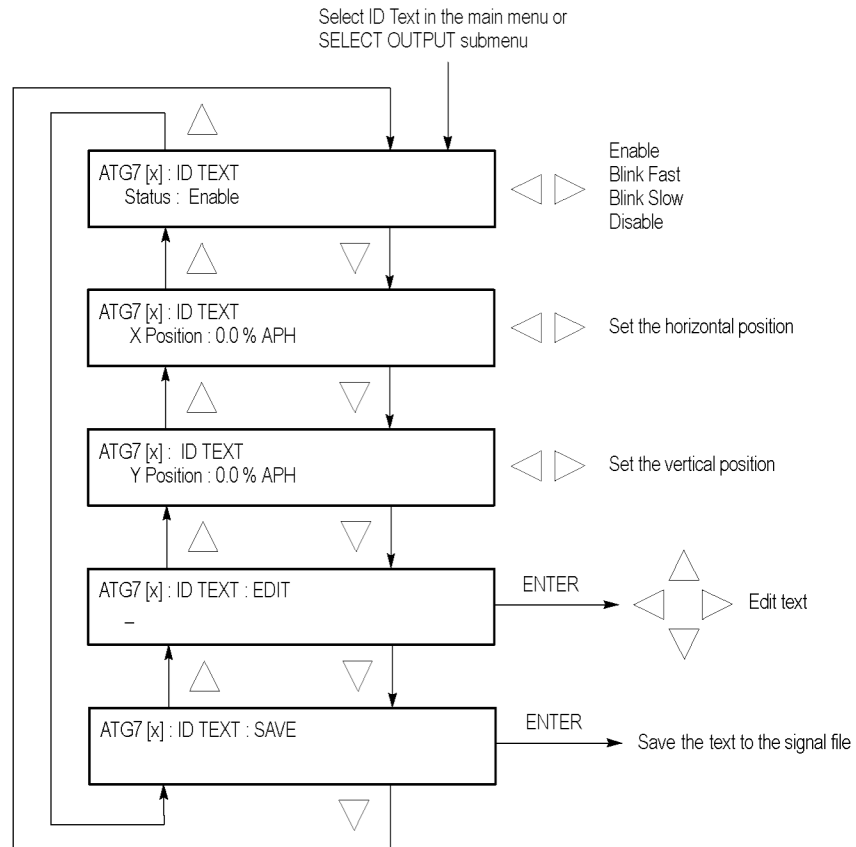 Select ID Text in the main menu or
SELECT OUTPUT submenu
ATG7 [x] : ID TEXT
Status : Enable
Enable
Blink Fast
Blink Slow
Disable
ATG7 [x] : ID TEXT
X Position : 0.0 % APH
Set the horizontal position
ATG7 [x] : ID TEXT
Y Position : 0.0 % APH
Set the vertical position
ATG7 [x] : ID TEXT : EDIT
_
ENTER
Edit text
ATG7 [x] : ID TEXT : SAVE
ENTER
Save the text to the signal file